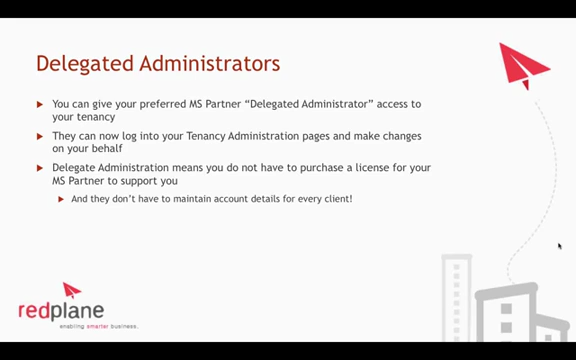 Delegated Administrators
You can give your preferred MS Partner “Delegated Administrator” access to
your tenancy
They can now log into your Tenancy Administration pages and make changes
on your behalf
Delegate Administration means you do not have to purchase a license for your
MS Partner to support you
And they don’t have to maintain account details for every client!
redplane
enabling smarter business.